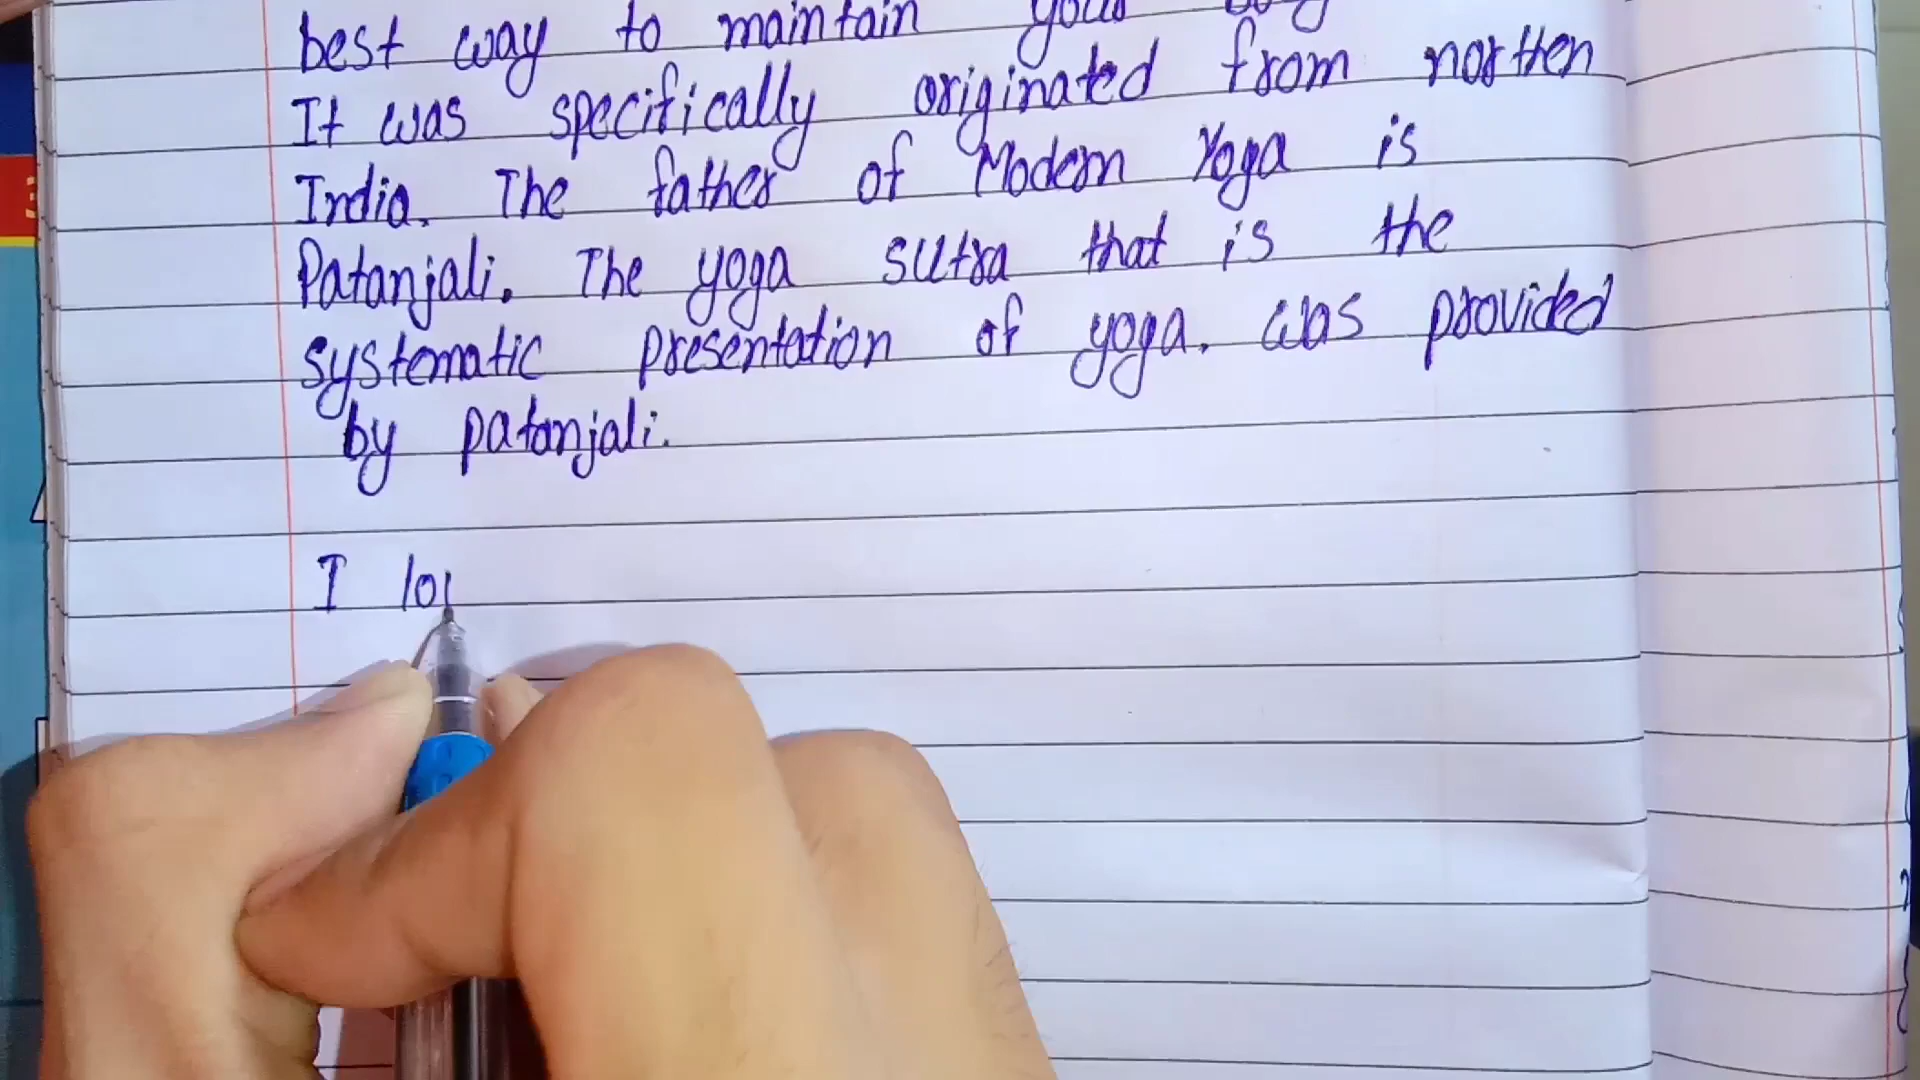 best way to maintain your
It was specifically originated from northen
India. The father of Modern Yoga is
Patanjali. The yoga sutra that is the
systematic presentation of yoga. was provided
by patanjali.
I